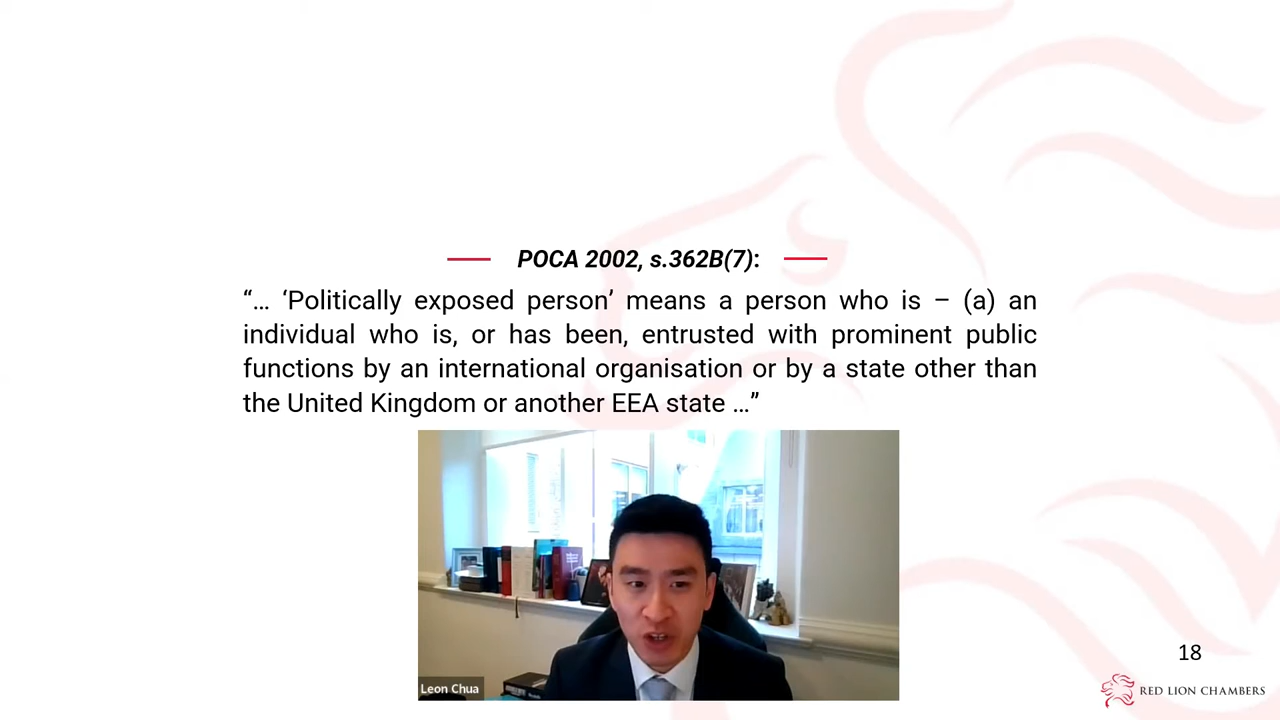 POCA 2002, s.362B(7):
“… ‘Politically exposed person’ means a person who is – (a) an
individual who is, or has been, entrusted with prominent public
functions by an international organisation or by a state other than
the United Kingdom or another EEA state …”
Leon Chua
18
RED LION CHAMBERS